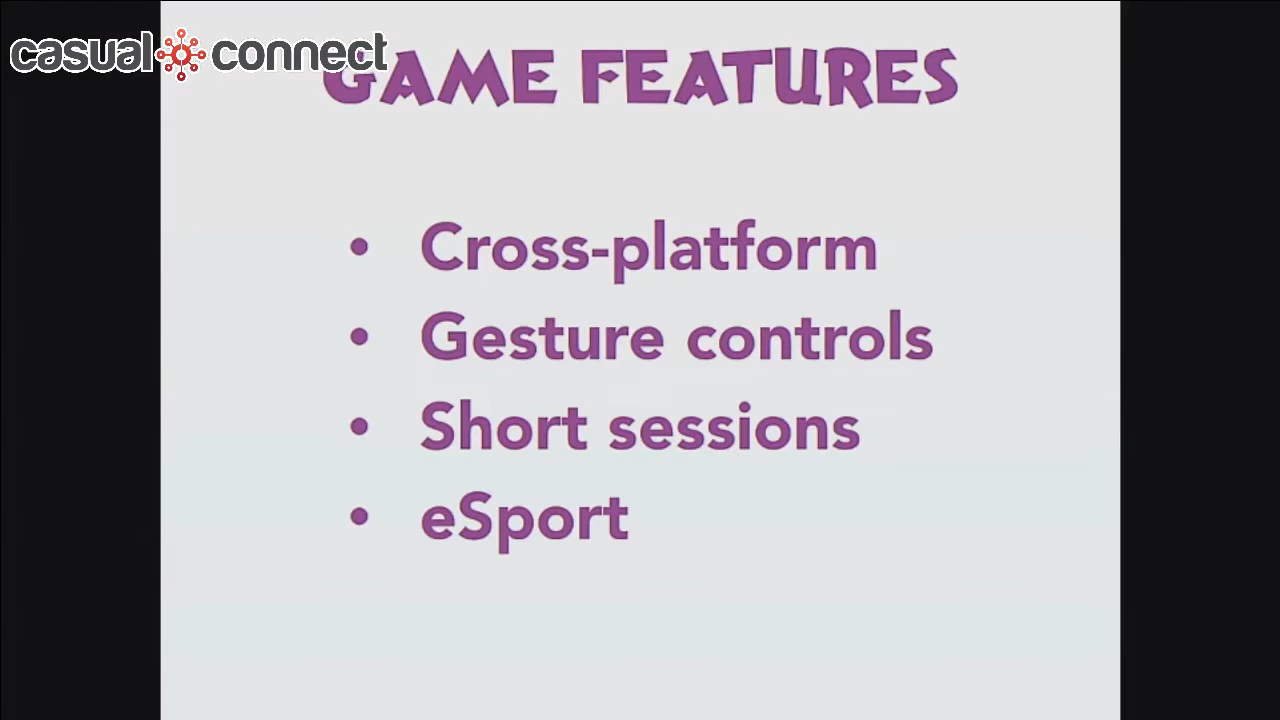 casual connect
GAME FEATURES
• Cross-platform
• Gesture controls
• Short sessions
• eSport